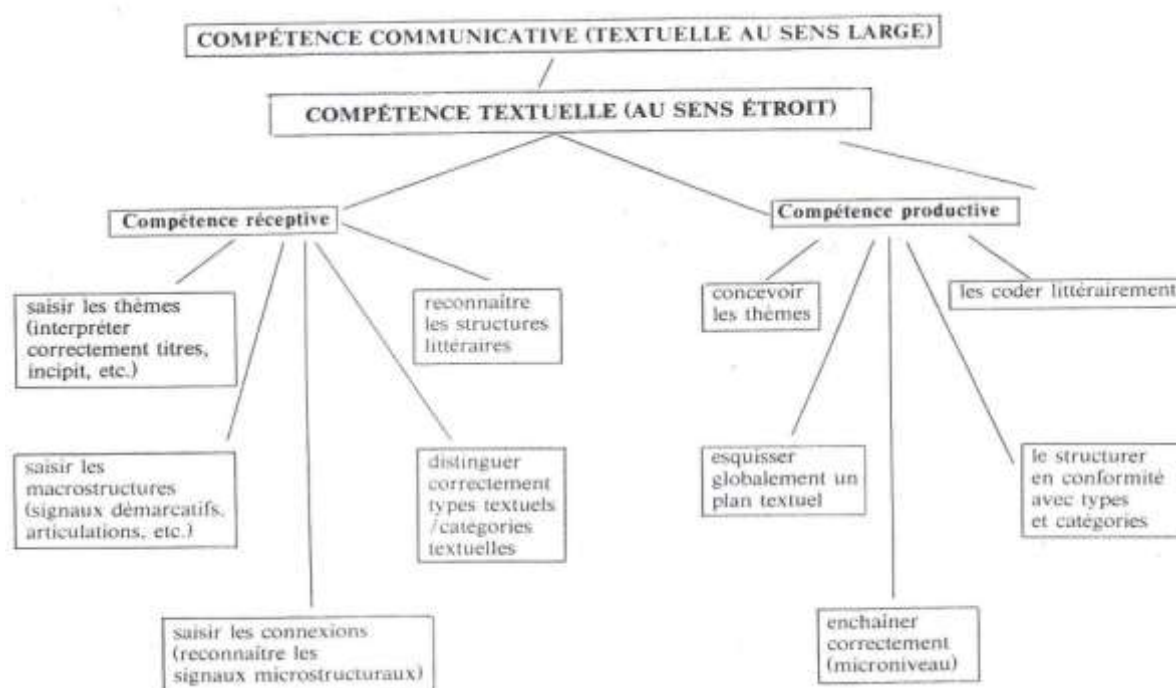 COMPÉTENCE COMMUNICATIVE (TEXTUELLE AU SENS LARGE)
COMPÉTENCE TEXTUELLE (AU SENS ÉTROIT)
Compétence réceptive
Compétence productive
saisir les thèmes
(interpréter
correctement titres,
incipit, etc.)
reconnaître
les structures
littéraires
concevoir
les thèmes
les coder littérairement
saisir les
macrostructures
(signaux démarcatifs,
articulations, etc.)
distinguer
correctement
types textuels
/catégories
textuelles
esquisser
globalement un
plan textuel
le structurer
en conformité
avec types
et catégories
saisir les connexions
(reconnaître les
signaux microstructuraux)
enchaîner
correctement
(microniveau)